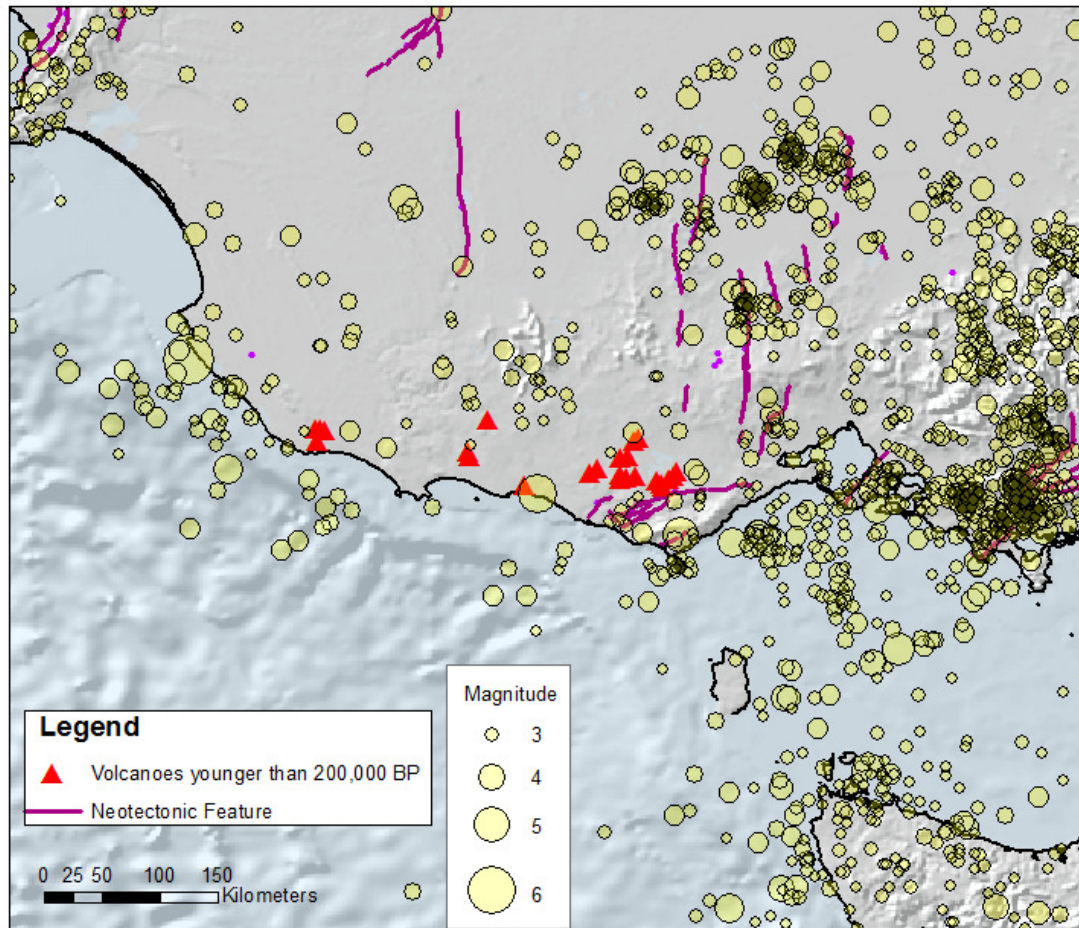 Legend
Volcanoes younger than 200,000 BP
Neotectonic Feature
0 25 50 100 150
Kilometers
Magnitude
3
4
5
6